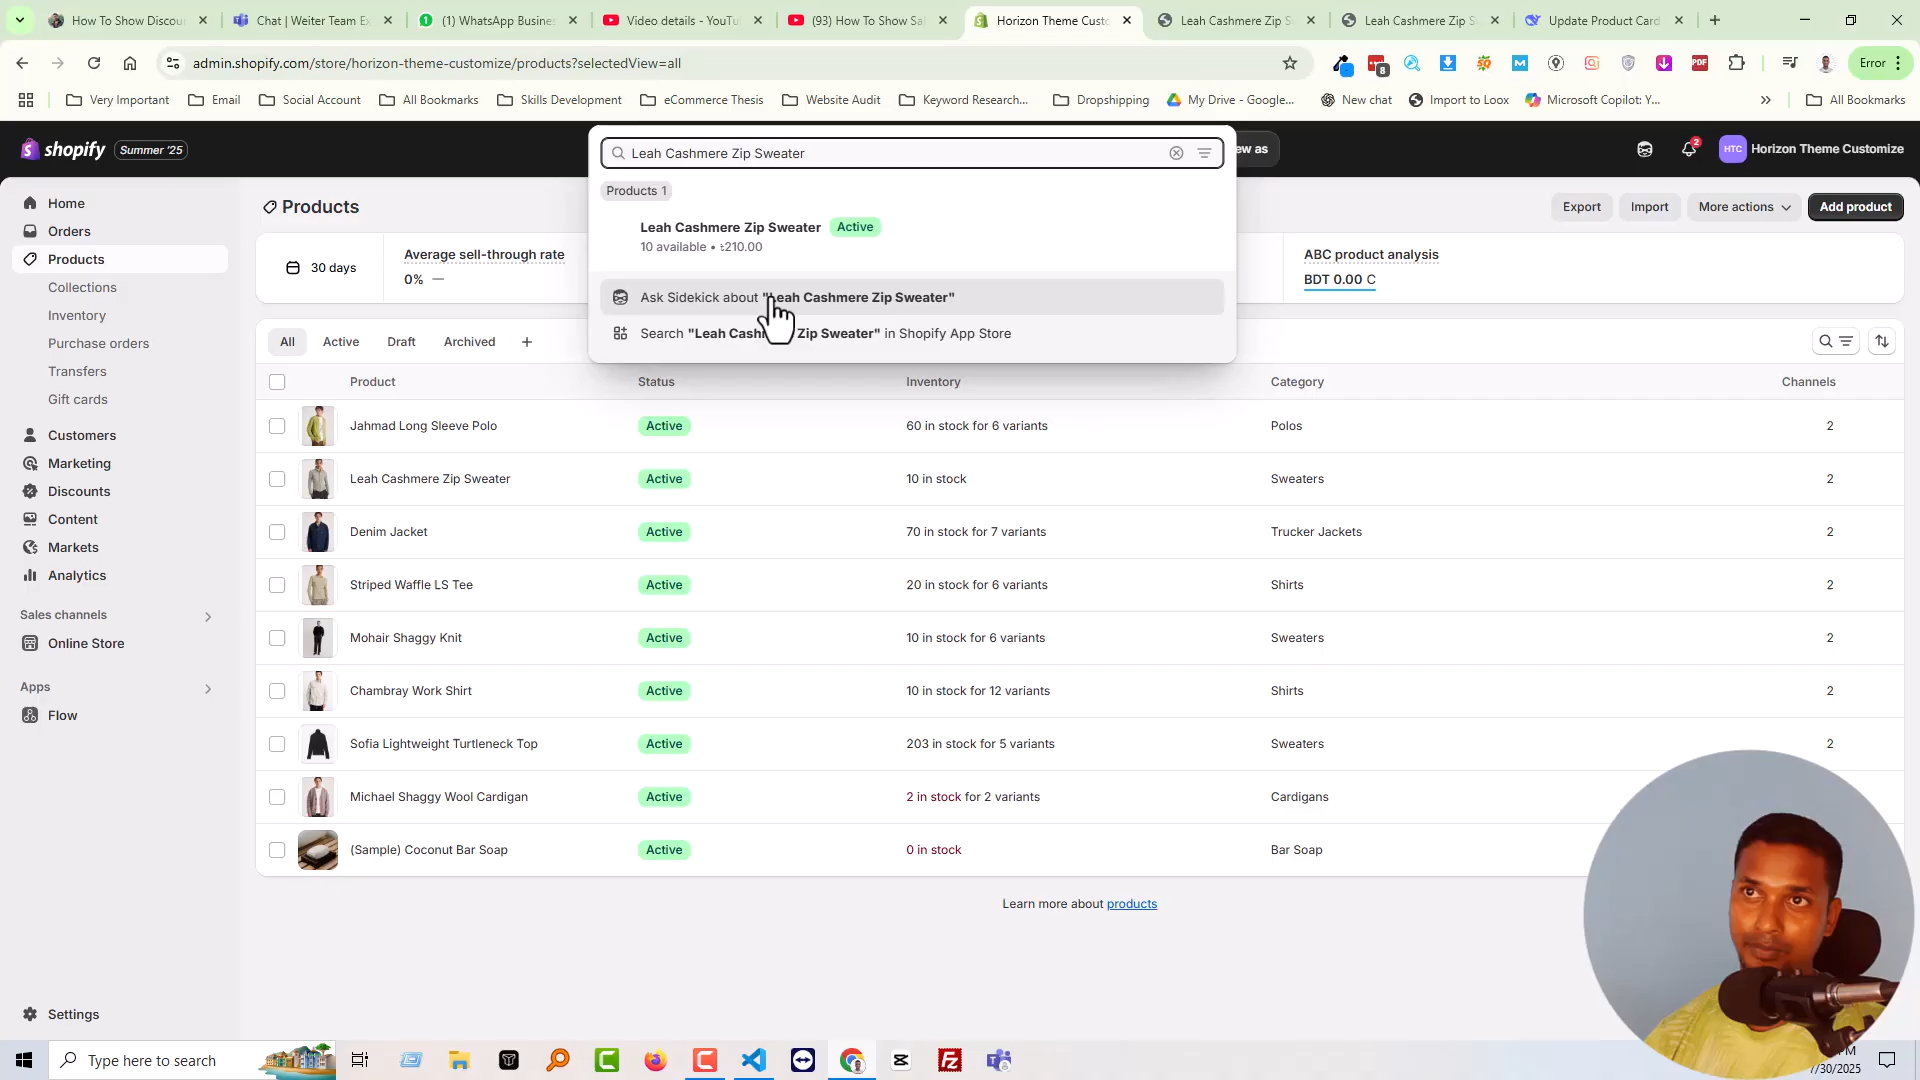 How To Show Discou
Chat | Weiter Team Ex
(1) WhatsApp Busine
Video details - YouTu
(93) How To Show Sal
Horizon Theme Custo
Leah Cashmere Zip S
Leah Cashmere Zip S
Update Product Card
admin.shopify.com/store/horizon-theme-customize/products?selectedView=all
8
PDF
Error
Very Important
Email
Social Account
All Bookmarks
Skills Development
eCommerce Thesis
Website Audit
Keyword Research...
Dropshipping
My Drive - Google...
New chat
Import to Loox
Microsoft Copilot: Y...
All Bookmarks
shopify
Summer '25
Leah Cashmere Zip Sweater
ew as
2
HTC
Horizon Theme Customize
Products 1
Leah Cashmere Zip Sweater Active
10 available • ৳210.00
Ask Sidekick about "Leah Cashmere Zip Sweater"
Search "Leah Cash Zip Sweater" in Shopify App Store
Home
Orders
Products
Collections
Inventory
Purchase orders
Transfers
Gift cards
Customers
Marketing
Discounts
Content
Markets
Analytics
Sales channels
Online Store
Apps
Flow
Settings
Products
Export
Import
More actions
Add product
30 days
Average sell-through rate
0% —
ABC product analysis
BDT 0.00 C
All
Active
Draft
Archived
Product Status Inventory Category Channels
Jahmad Long Sleeve Polo Active 60 in stock for 6 variants Polos 2
Leah Cashmere Zip Sweater Active 10 in stock Sweaters 2
Denim Jacket Active 70 in stock for 7 variants Trucker Jackets 2
Striped Waffle LS Tee Active 20 in stock for 6 variants Shirts 2
Mohair Shaggy Knit Active 10 in stock for 6 variants Sweaters 2
Chambray Work Shirt Active 10 in stock for 12 variants Shirts 2
Sofia Lightweight Turtleneck Top Active 203 in stock for 5 variants Sweaters 2
Michael Shaggy Wool Cardigan Active 2 in stock for 2 variants Cardigans
(Sample) Coconut Bar Soap Active 0 in stock Bar Soap
Learn more about products
Type here to search
PM
7/30/2025